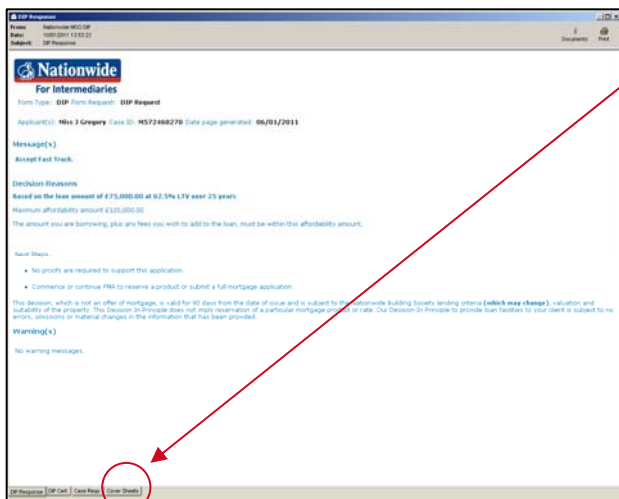 DIP Response
From: Nationwide MSO DIP
Date: 10/01/2011 13:53:23
Subject: DIP Response
Documents Print
Nationwide
For Intermediaries
Form Type: DIP Form Request: DIP Request
Applicant(s): Miss J Gregory Case ID: M572468270 Date page generated: 06/01/2011
Message(s)
Accept Fast Track.
Decision Reasons
Based on the loan amount of £75,000.00 at 62.5% LTV over 25 years
Maximum affordability amount £120,000.00
The amount you are borrowing, plus any fees you wish to add to the loan, must be within this affordability amount.
Next Steps:
• No proofs are required to support this application.
• Commence or continue FMA to reserve a product or submit a full mortgage application.
This decision, which is not an offer of mortgage, is valid for 90 days from the date of issue and is subject to the Nationwide Building Society lending criteria (which may change), valuation and
suitability of the property. This Decision In Principle does not imply reservation of a particular mortgage product or rate. Our Decision In Principle to provide loan facilities to your client is subject to no
errors, omissions or material changes in the information that has been provided.
Warning(s)
No warning messages.
DIP Response DIP Cert Case Reqs Cover Sheets